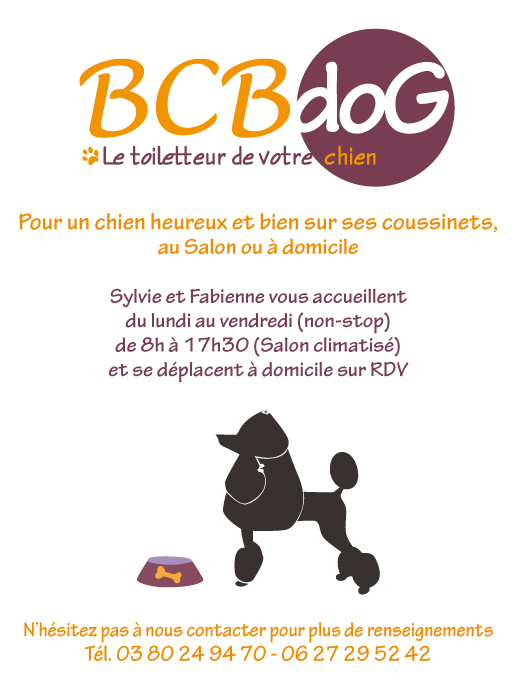 BCBdoG
Le toiletteur de votre chien
Pour un chien heureux et bien sur ses coussinets,
au Salon ou à domicile
Sylvie et Fabienne vous accueillent
du lundi au vendredi (non-stop)
de 8h à 17h30 (Salon climatisé)
et se déplacent à domicile sur RDV
N'hésitez pas à nous contacter pour plus de renseignements
Tél. 03 80 24 94 70 - 06 27 29 52 42